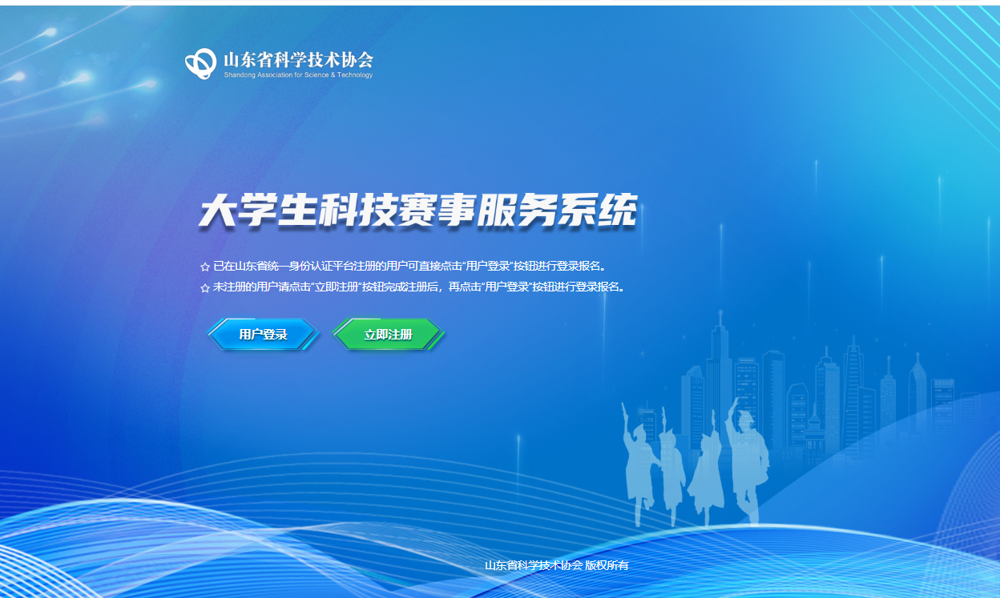 山东省科学技术协会
Shandong Association for Science & Technology
大学生科技赛事服务系统
☆ 已在山东省统一身份认证平台注册的用户可直接点击“用户登录”按钮进行登录报名。
☆ 未注册的用户请点击“立即注册”按钮完成注册后，再点击“用户登录”按钮进行登录报名。
用户登录 立即注册
山东省科学技术协会 版权所有